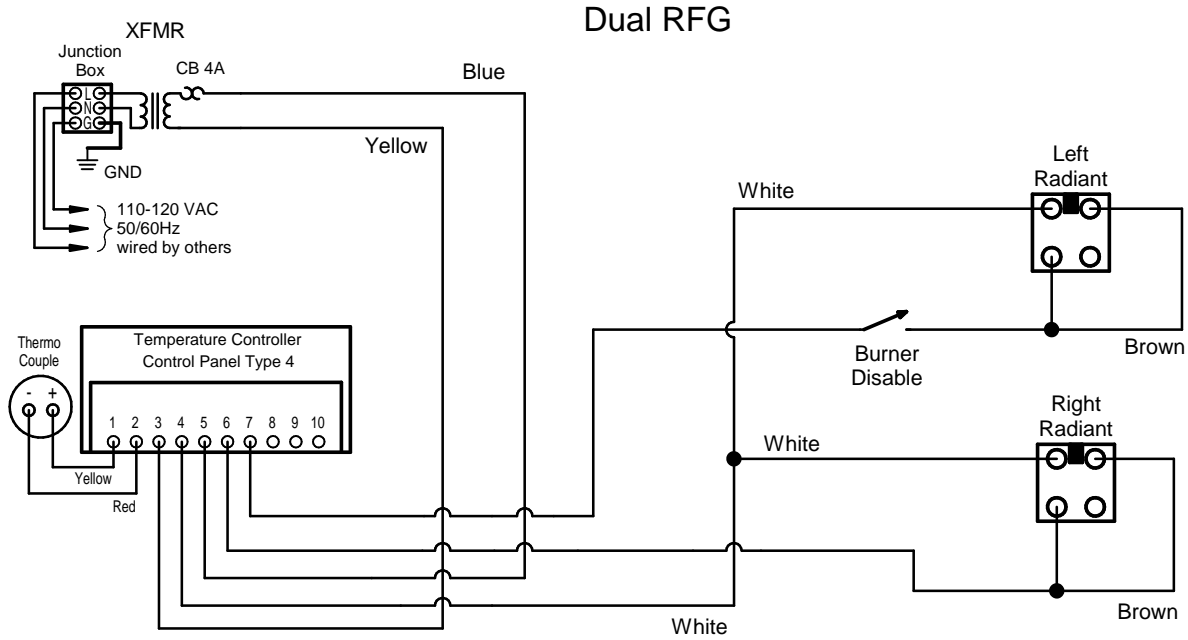 Dual RFG
XFMR
Junction
Box
CB 4A
Blue
L
N
G
Yellow
GND
110-120 VAC
50/60Hz
wired by others
Left
Radiant
White
Brown
Burner
Disable
Thermo
Couple
- +
Temperature Controller
Control Panel Type 4
1 2 3 4 5 6 7 8 9 10
Yellow
Red
Right
Radiant
White
Brown
White